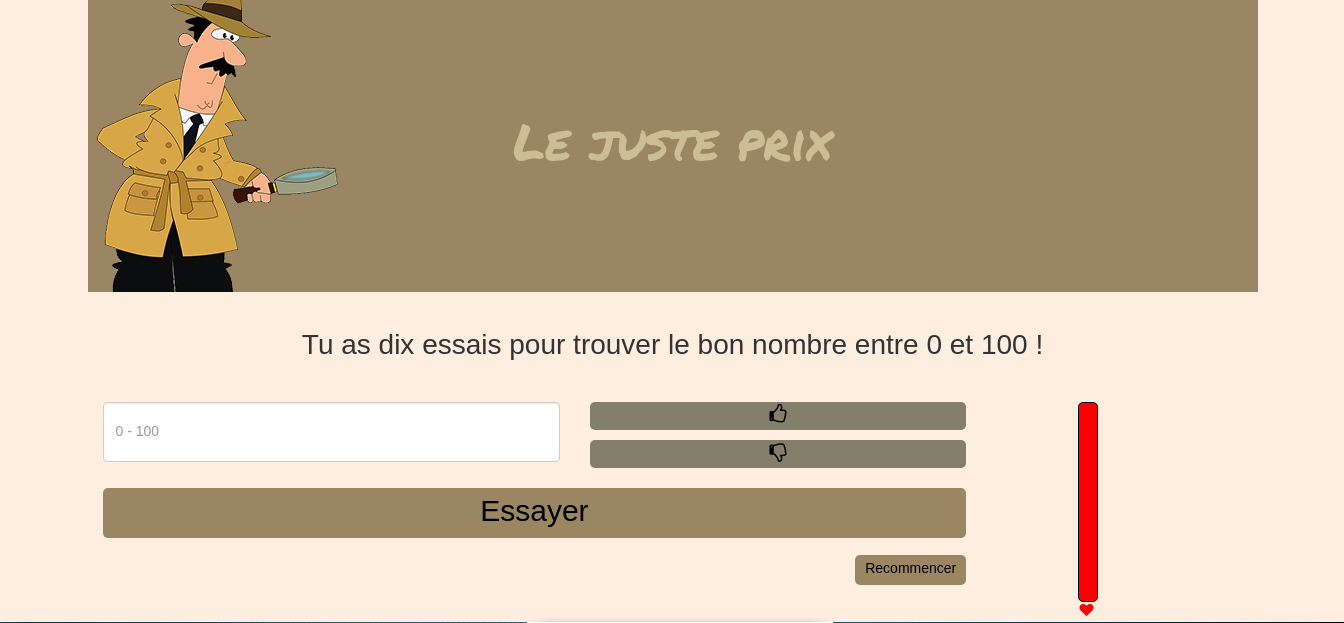 Le juste prix
Tu as dix essais pour trouver le bon nombre entre 0 et 100 !
0 - 100
Essayer
Recommencer